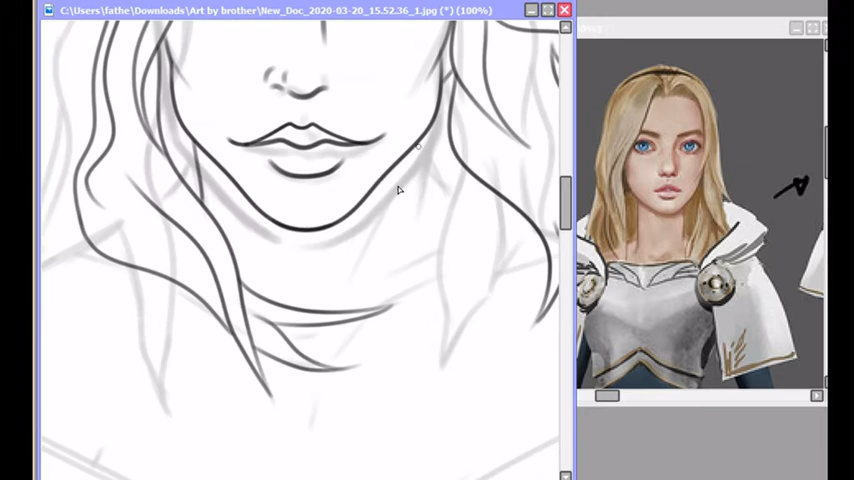 C:\Users\fathe\Downloads\Art by brother\New_Doc_2020-03-20_15.52.36_1.jpg (*) (100%)